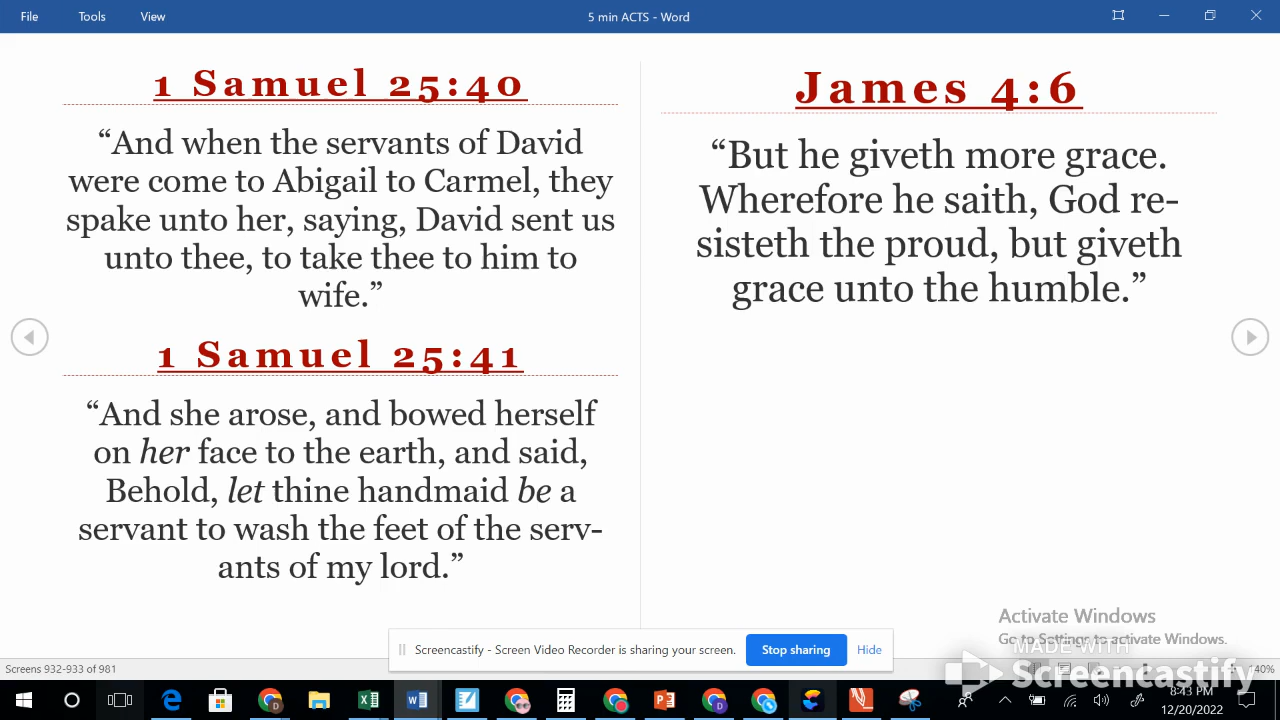 File Tools View
5 min ACTS - Word
1 Samuel 25:40
“And when the servants of David
were come to Abigail to Carmel, they
spake unto her, saying, David sent us
unto thee, to take thee to him to
wife.”
1 Samuel 25:41
“And she arose, and bowed herself
on her face to the earth, and said,
Behold, let thine handmaid be a
servant to wash the feet of the serv-
ants of my lord.”
James 4:6
“But he giveth more grace.
Wherefore he saith, God re-
sisteth the proud, but giveth
grace unto the humble.”
Activate Windows
Go to Settings to activate Windows.
MADE WITH
Screencastify
Screencastify - Screen Video Recorder is sharing your screen.
Stop sharing
Hide
Screens 932-933 of 981
140%
8:43 PM
12/20/2022